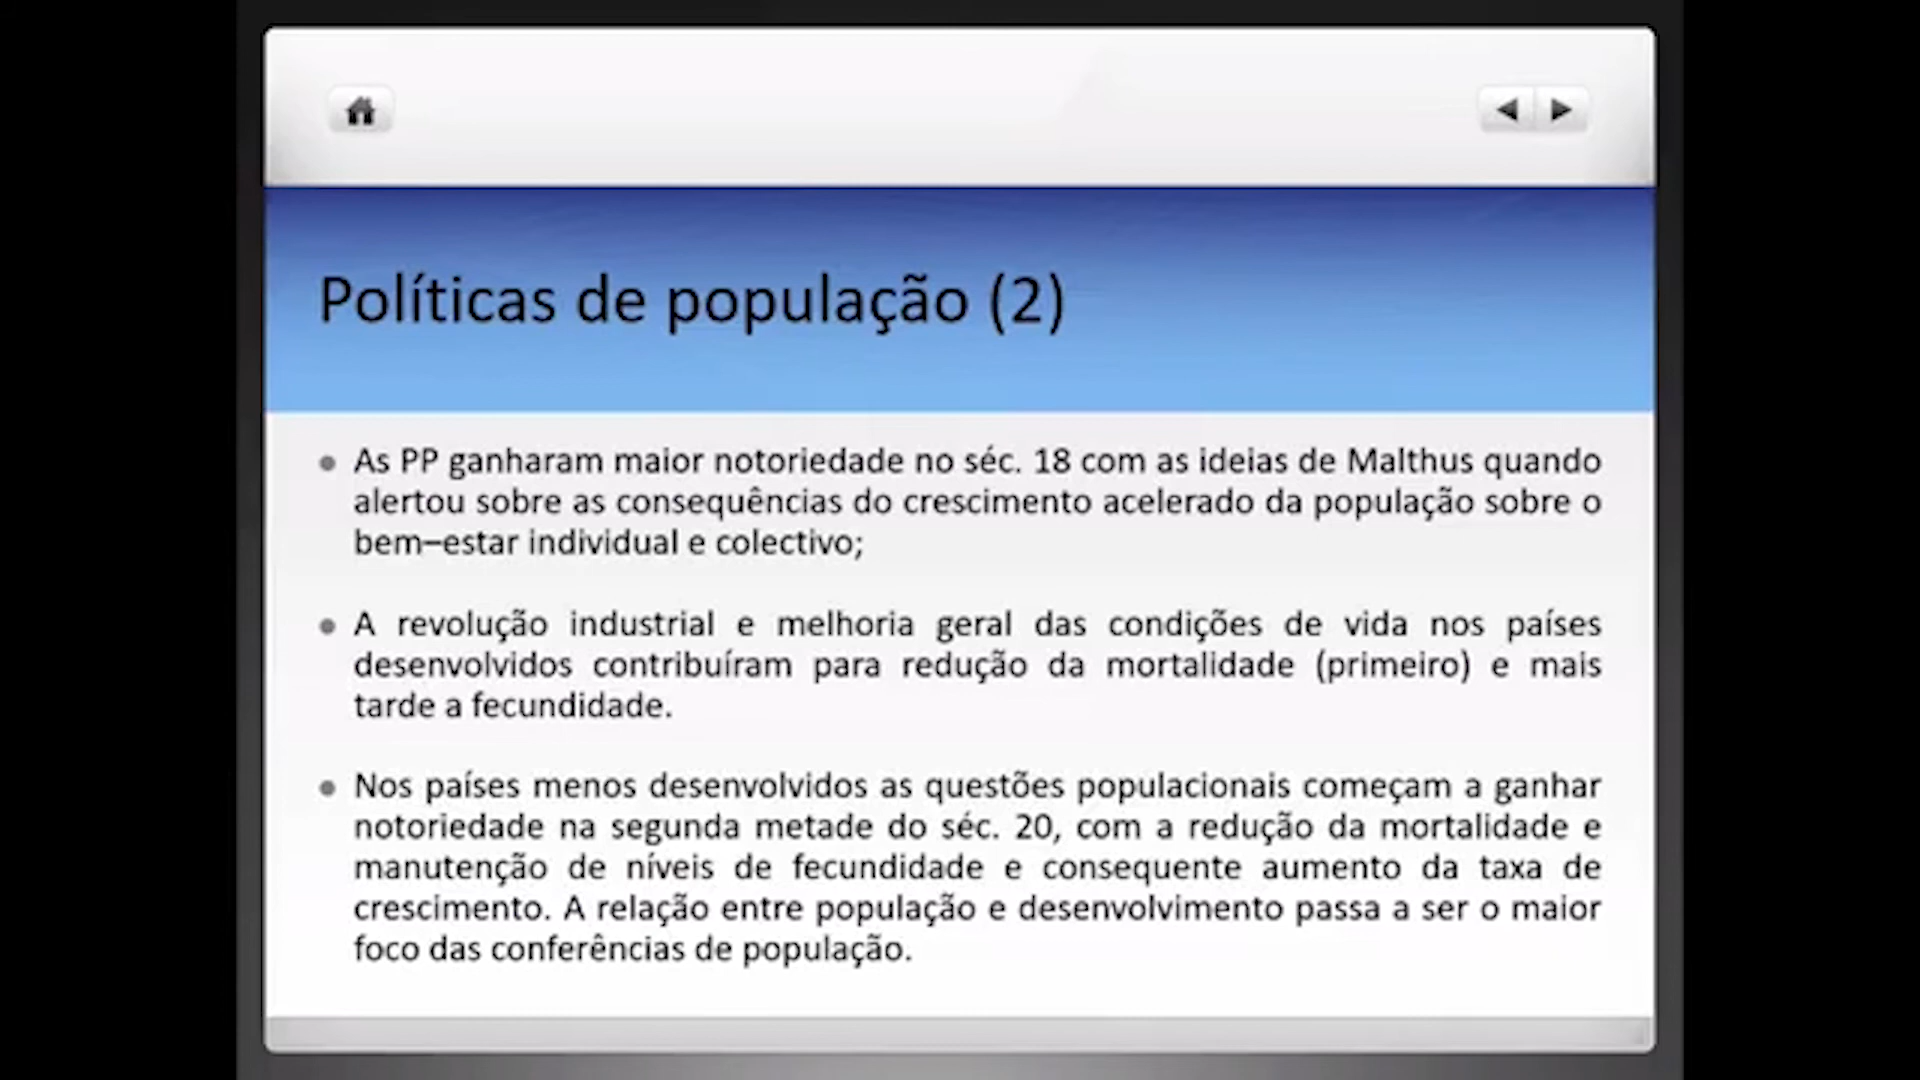 Políticas de população (2)
As PP ganharam maior notoriedade no séc. 18 com as ideias de Malthus quando
alertou sobre as consequências do crescimento acelerado da população sobre o
bem–estar individual e colectivo;
A revolução industrial e melhoria geral das condições de vida nos países
desenvolvidos contribuíram para redução da mortalidade (primeiro) e mais
tarde a fecundidade.
Nos países menos desenvolvidos as questões populacionais começam a ganhar
notoriedade na segunda metade do séc. 20, com a redução da mortalidade e
manutenção de níveis de fecundidade e consequente aumento da taxa de
crescimento. A relação entre população e desenvolvimento passa a ser o maior
foco das conferências de população.